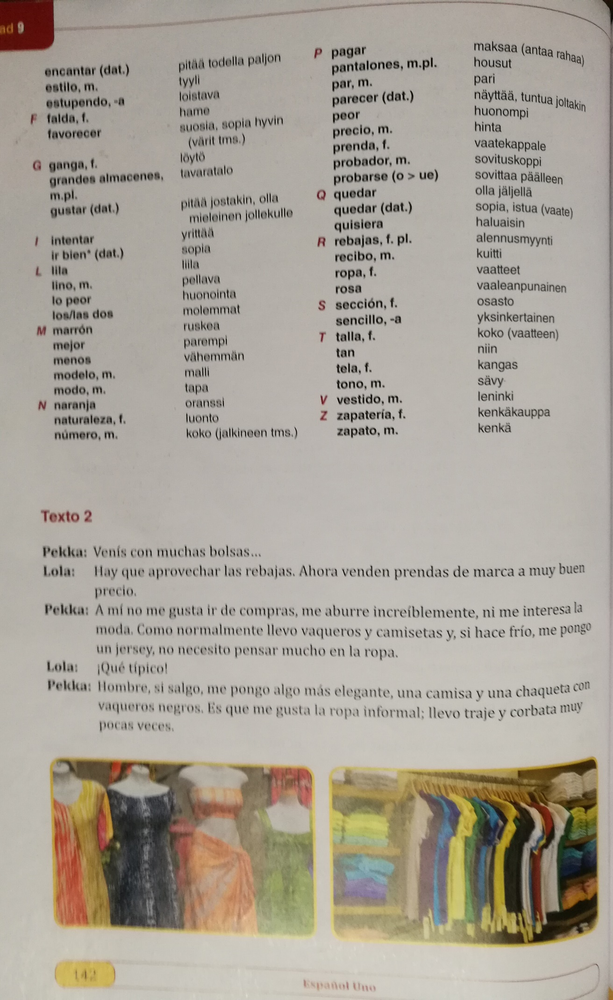 ad 9
encantar (dat.) pitää todella paljon
estilo, m. tyyli
estupendo, -a loistava
F falda, f. hame
favorecer suosia, sopia hyvin
(värit tms.)
G ganga, f. löytö
grandes almacenes, tavaratalo
m.pl.
gustar (dat.) pitää jostakin, olla
mieleinen jollekulle
I intentar yrittää
ir bien* (dat.) sopia
L lila liila
lino, m. pellava
lo peor huonointa
los/las dos molemmat
M marrón ruskea
mejor parempi
menos vähemmän
modelo, m. malli
modo, m. tapa
N naranja oranssi
naturaleza, f. luonto
número, m. koko (jalkineen tms.)
P pagar maksaa (antaa rahaa)
pantalones, m.pl. housut
par, m. pari
parecer (dat.) näyttää, tuntua joltakin
peor huonompi
precio, m. hinta
prenda, f. vaatekappale
probador, m. sovituskoppi
probarse (o > ue) sovittaa päälleen
Q quedar olla jäljellä
quedar (dat.) sopia, istua (vaate)
quisiera haluaisin
R rebajas, f. pl. alennusmyynti
recibo, m. kuitti
ropa, f. vaatteet
rosa vaaleanpunainen
S sección, f. osasto
sencillo, -a yksinkertainen
T talla, f. koko (vaatteen)
tan niin
tela, f. kangas
tono, m. sävy
V vestido, m. leninki
Z zapatería, f. kenkäkauppa
zapato, m. kenkä
Texto 2
Pekka: Venís con muchas bolsas...
Lola: Hay que aprovechar las rebajas. Ahora venden prendas de marca a muy buen
precio.
Pekka: A mí no me gusta ir de compras, me aburre increíblemente, ni me interesa la
moda. Como normalmente llevo vaqueros y camisetas y, si hace frío, me pongo
un jersey, no necesito pensar mucho en la ropa.
Lola: ¡Qué típico!
Pekka: Hombre, si salgo, me pongo algo más elegante, una camisa y una chaqueta con
vaqueros negros. Es que me gusta la ropa informal; llevo traje y corbata muy
pocas veces.
142
Español Uno